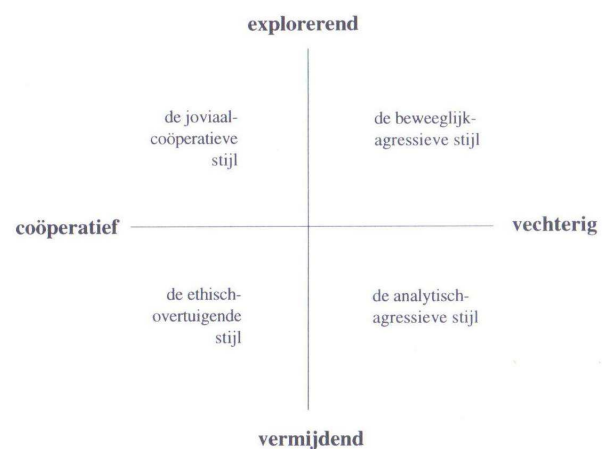 explorerend
de joviaal-
coöperatieve
stijl
de beweeglijk-
agressieve stijl
coöperatief
vechterig
de ethisch-
overtuigende
stijl
de analytisch-
agressieve stijl
vermijdend